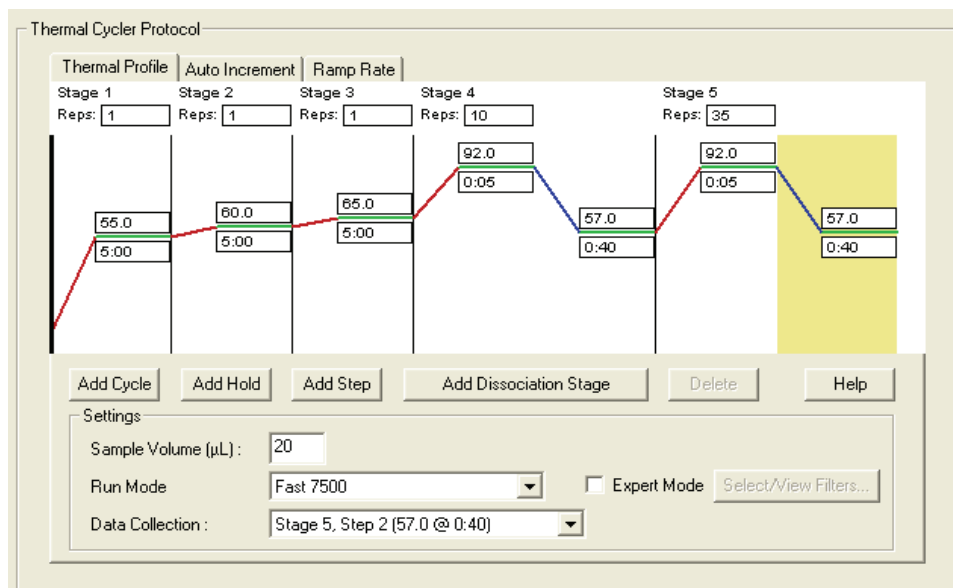 Thermal Cycler Protocol
Thermal Profile Auto Increment Ramp Rate
Stage 1 Stage 2 Stage 3 Stage 4 Stage 5
Reps: 1 Reps: 1 Reps: 1 Reps: 10 Reps: 35
92.0 92.0
0:05 0:05
55.0 60.0 65.0 57.0 57.0
5:00 5:00 5:00 0:40 0:40
Add Cycle Add Hold Add Step Add Dissociation Stage Delete Help
Settings
Sample Volume (µL) : 20
Run Mode Fast 7500 Expert Mode Select/View Filters...
Data Collection : Stage 5, Step 2 (57.0 @ 0:40)